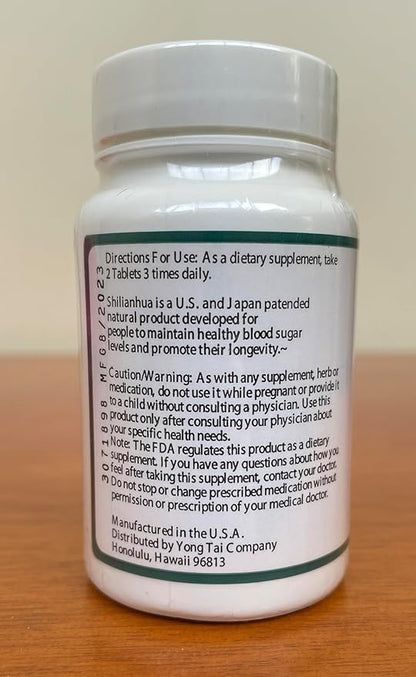 Directions For Use: As a dietary supplement, take
2 Tablets 3 times daily.
Shilianhua is a U.S. and Japan patented
natural product developed for
people to maintain healthy blood sugar
levels and promote their longevity.~
Caution/Warning: As with any supplement, herb or
medication, do not use it while pregnant or provide it
to a child without consulting a physician. Use this
product only after consulting your physician about
your specific health needs.
Note: The FDA regulates this product as a dietary
supplement. If you have any questions about how you
feel after taking this supplement, contact your doctor.
Do not stop or change prescribed medication without
permission or prescription of your medical doctor.
Manufactured in the U.S.A.
Distributed by Yong Tai Company
Honolulu, Hawaii 96813
3071898 MFG8/2023